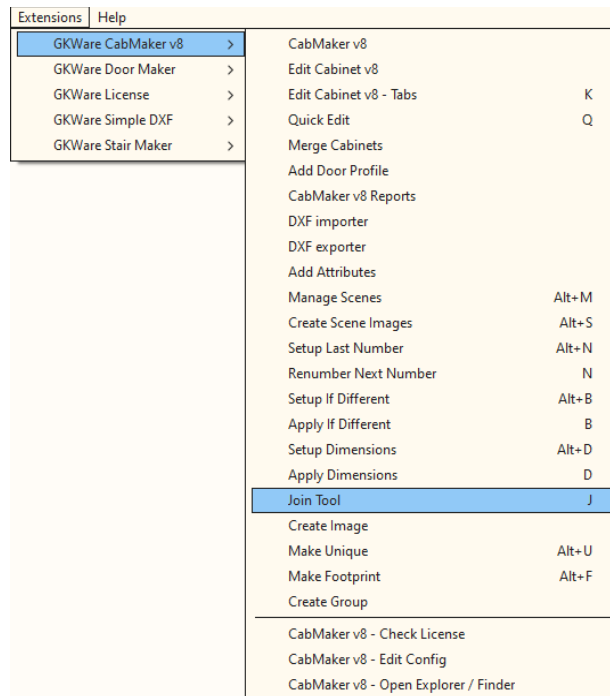 Extensions Help
GKWare CabMaker v8 >
GKWare Door Maker >
GKWare License >
GKWare Simple DXF >
GKWare Stair Maker >
CabMaker v8
Edit Cabinet v8
Edit Cabinet v8 - Tabs K
Quick Edit Q
Merge Cabinets
Add Door Profile
CabMaker v8 Reports
DXF importer
DXF exporter
Add Attributes
Manage Scenes Alt+M
Create Scene Images Alt+S
Setup Last Number Alt+N
Renumber Next Number N
Setup If Different Alt+B
Apply If Different B
Setup Dimensions Alt+D
Apply Dimensions D
Join Tool J
Create Image
Make Unique Alt+U
Make Footprint Alt+F
Create Group
CabMaker v8 - Check License
CabMaker v8 - Edit Config
CabMaker v8 - Open Explorer / Finder